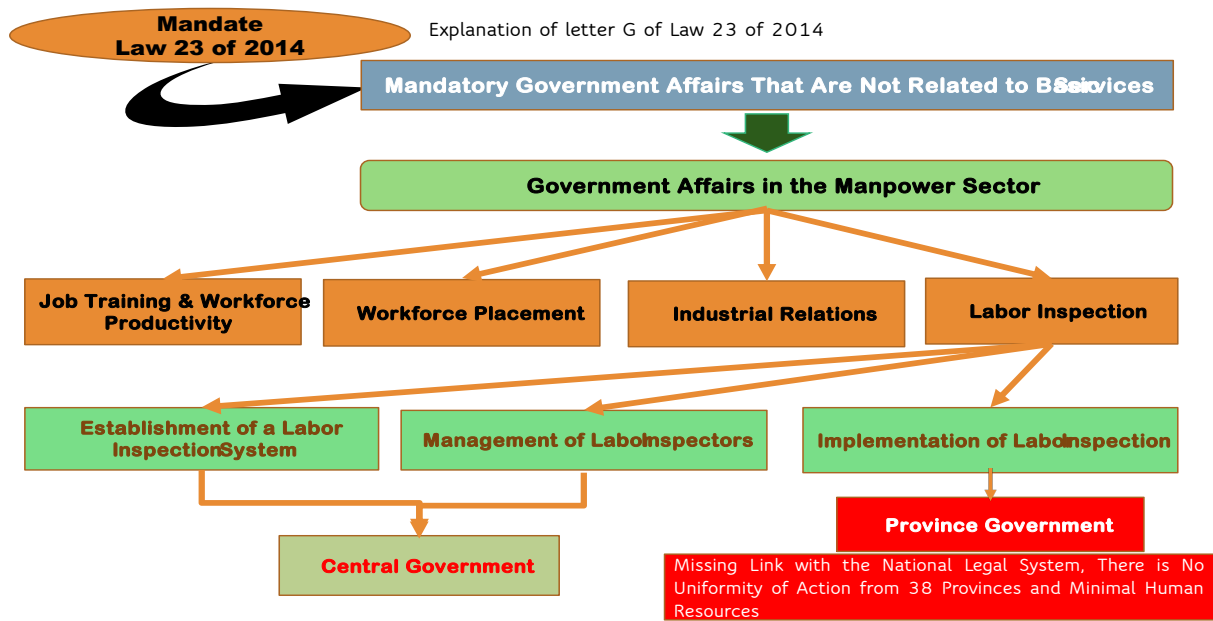 Mandate
Law 23 of 2014
Explanation of letter G of Law 23 of 2014
Mandatory Government Affairs That Are Not Related to Basic Services
Government Affairs in the Manpower Sector
Job Training & Workforce
Productivity
Workforce Placement
Industrial Relations
Labor Inspection
Establishment of a Labor
Inspection System
Management of Labor Inspectors
Implementation of Labor Inspection
Central Government
Province Government
Missing Link with the National Legal System, There is No
Uniformity of Action from 38 Provinces and Minimal Human
Resources